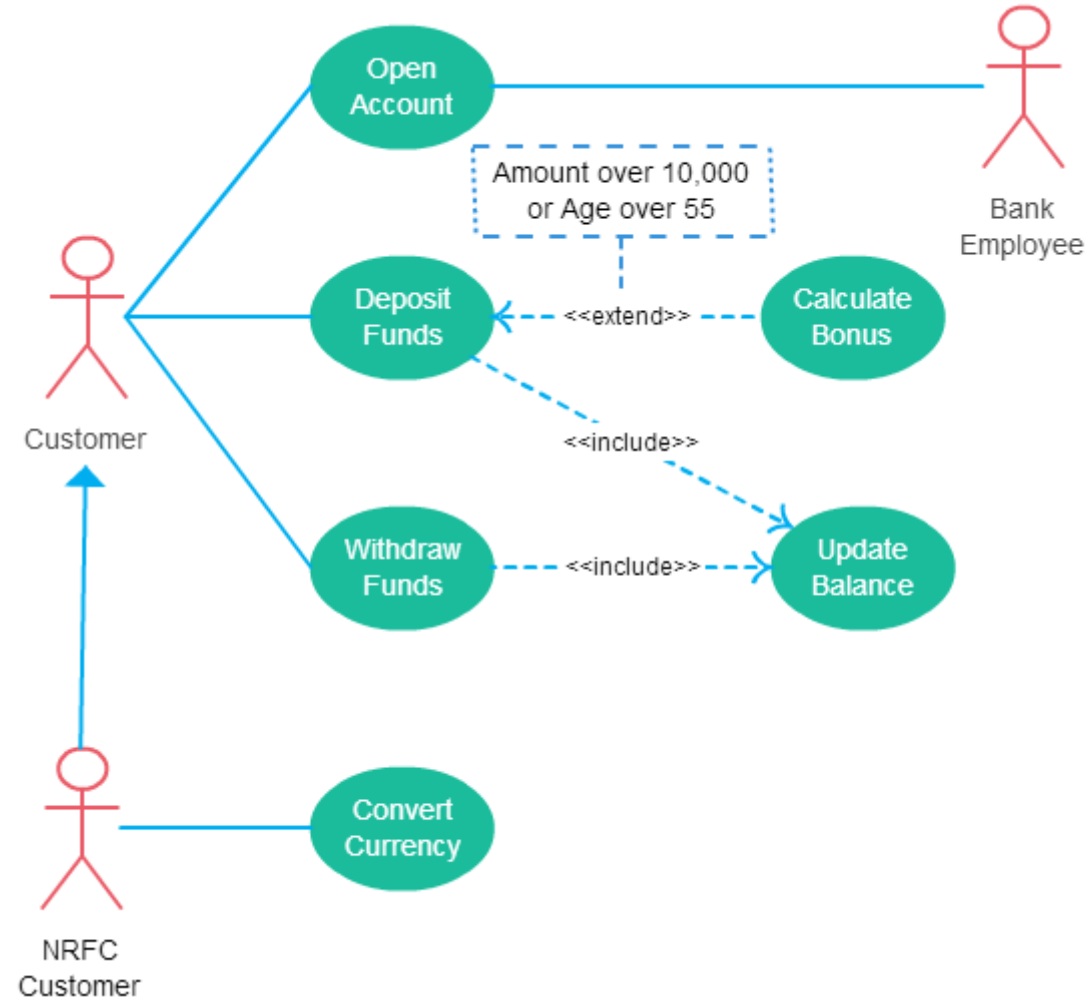 Open
Account
Amount over 10,000
or Age over 55
Bank
Employee
Deposit
Funds
<<extend>>
Calculate
Bonus
Customer
<<include>>
Withdraw
Funds
<<include>>
Update
Balance
Convert
Currency
NRFC
Customer